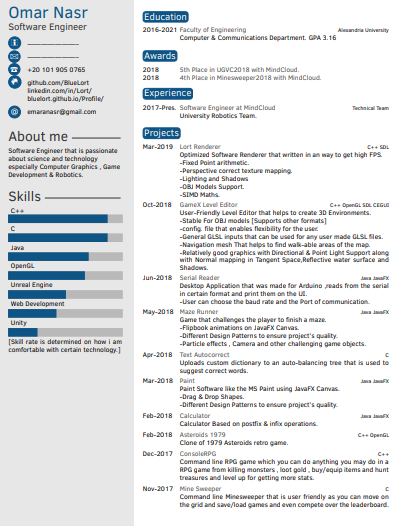 Omar Nasr
Software Engineer
+20 101 905 0765
github.com/BlueLort
linkedin.com/in/Lort/
bluelort.github.io/Profile/
emaranasr@gmail.com
About me
Software Engineer that is passionate
about science and technology
especially Computer Graphics , Game
Development & Robotics.
Skills
C++
C
Java
OpenGL
Unreal Engine
Web Development
Unity
[Skill rate is determined on how i am
comfortable with certain technology.]
Education
2016-2021 Faculty of Engineering Alexandria University
Computer & Communications Department. GPA 3.16
Awards
2018 5th Place in UGVC2018 with MindCloud.
2018 4th Place in Minesweeper2018 with MindCloud.
Experience
2017-Pres. Software Engineer at MindCloud Technical Team
University Robotics Team.
Projects
Mar-2019 Lort Renderer C++ SDL
Optimized Software Renderer that written in an way to get high FPS.
-Fixed Point arithmetic.
-Perspective correct texture mapping.
-Lighting and Shadows
-OBJ Models Support.
-SIMD Maths.
Oct-2018 GameX Level Editor C++ OpenGL SDL CEGUI
User-Friendly Level Editor that helps to create 3D Environments.
-Stable For OBJ models [Supports other formats]
-config. file that enables flexibility for the user.
-General GLSL inputs that can be used for any user made GLSL files.
-Navigation mesh That helps to find walk-able areas of the map.
-Relatively good graphics with Directional & Point Light Support along
with Normal mapping in Tangent Space,Reflective water surface and
Shadows.
Jun-2018 Serial Reader Java JavaFX
Desktop Application that was made for Arduino ,reads from the serial
in certain format and print them on the UI.
-User can choose the baud rate and the Port of communication.
May-2018 Maze Runner Java JavaFX
Game that challenges the player to finish a maze.
-Flipbook animations on JavaFX Canvas.
-Different Design Patterns to ensure project's quality.
-Particle effects , Camera and other challenging game objects.
Apr-2018 Text Autocorrect C
Uploads custom dictionary to an auto-balancing tree that is used to
suggest correct words.
Mar-2018 Paint Java JavaFX
Paint Software like the MS Paint using JavaFX Canvas.
-Drag & Drop Shapes.
-Different Design Patterns to ensure project's quality.
Feb-2018 Calculator Java JavaFX
Calculator Based on postfix & infix operations.
Feb-2018 Asteroids 1979 C++ OpenGL
Clone of 1979 Asteroids retro game.
Dec-2017 ConsoleRPG C++
Command line RPG game which you can do anything you may do in a
RPG game from killing monsters , loot gold , buy/equip items and hunt
treasures and level up for getting more stats.
Nov-2017 Mine Sweeper C
Command line Minesweeper that is user friendly as you can move on
the grid and save/load games and even compete over the leaderboard.